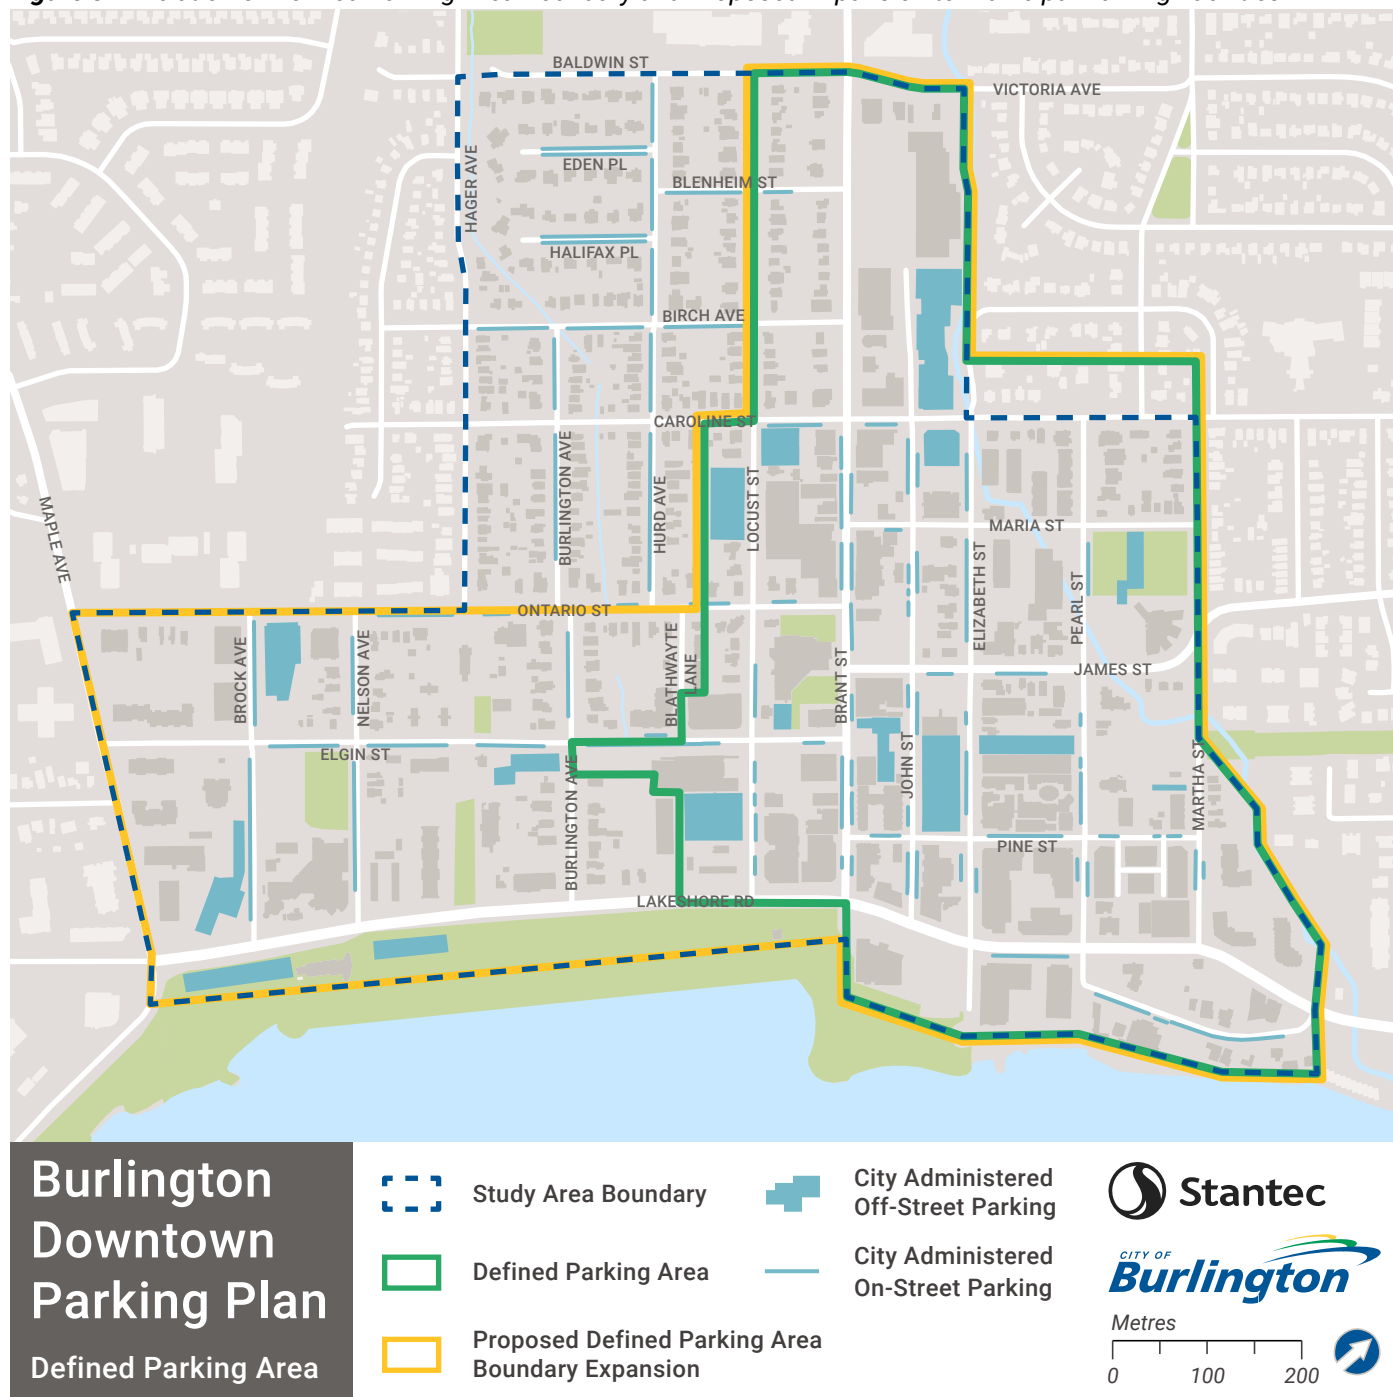 BALDWIN ST
VICTORIA AVE
HAGER AVE
EDEN PL
BLENHEIM ST
HALIFAX PL
BIRCH AVE
CAROLINE ST
MAPLE AVE
BURLINGTON AVE
HURD AVE
LOCUST ST
MARIA ST
ELIZABETH ST
PEARL ST
ONTARIO ST
BROCK AVE
NELSON AVE
BLATHWAYTE
LANE
BRANT ST
JAMES ST
ELGIN ST
JOHN ST
MARTHA ST
BURLINGTON AVE
PINE ST
LAKESHORE RD
Burlington
Downtown
Parking Plan
Defined Parking Area
Study Area Boundary
Defined Parking Area
Proposed Defined Parking Area
Boundary Expansion
City Administered
Off-Street Parking
City Administered
On-Street Parking
Stantec
CITY OF
Burlington
Metres
0 100 200